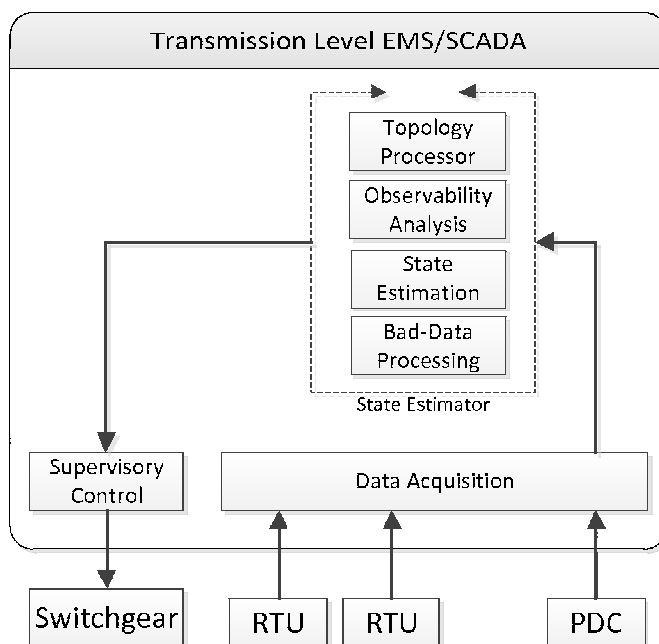 Transmission Level EMS/SCADA
Topology
Processor
Observability
Analysis
State
Estimation
Bad-Data
Processing
State Estimator
Supervisory
Control
Data Acquisition
Switchgear
RTU
RTU
PDC